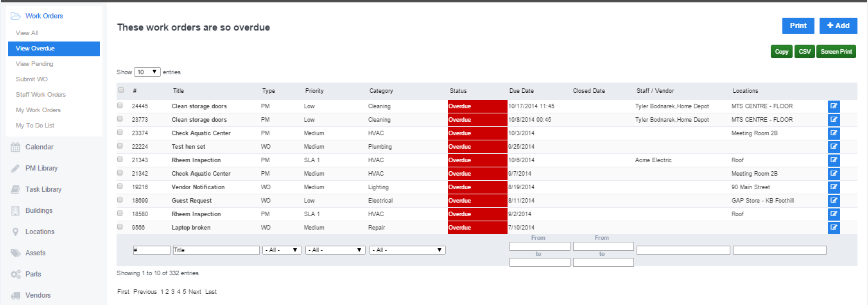 Work Orders
View All
View Overdue
View Pending
Submit WO
Staff Work Orders
My Work Orders
My To Do List
Calendar
PM Library
Task Library
Buildings
Locations
Assets
Parts
Vendors
These work orders are so overdue
Print + Add
Copy CSV Screen Print
Show 10 entries
# Title Type Priority Category Status Due Date Closed Date Staff / Vendor Locations
24445 Clean storage doors PM Low Cleaning Overdue 10/17/2014 11:45 Tyler Bodnarek,Home Depot MTS CENTRE - FLOOR
23773 Clean storage doors PM Low Cleaning Overdue 10/8/2014 00:45 Tyler Bodnarek,Home Depot MTS CENTRE - FLOOR
23374 Check Aquatic Center PM Medium HVAC Overdue 10/3/2014 Meeting Room 2B
22224 Test hen set WO Medium Plumbing Overdue 9/25/2014
21343 Rheem Inspection PM SLA 1 HVAC Overdue 10/6/2014 Acme Electric Roof
21342 Check Aquatic Center PM Medium HVAC Overdue 9/7/2014 Meeting Room 2B
19216 Vendor Notification WO Medium Lighting Overdue 8/19/2014 90 Main Street
18690 Guest Request WO Low Electrical Overdue 8/11/2014 GAP Store - KB Foothill
18580 Rheem Inspection PM SLA 1 HVAC Overdue 9/2/2014 Roof
Laptop broken WO Medium Repair Overdue 7/10/2014
# Title - All - - All - - All - From From
to to
Showing 1 to 10 of 332 entries
First Previous 1 2 3 4 5 Next Last